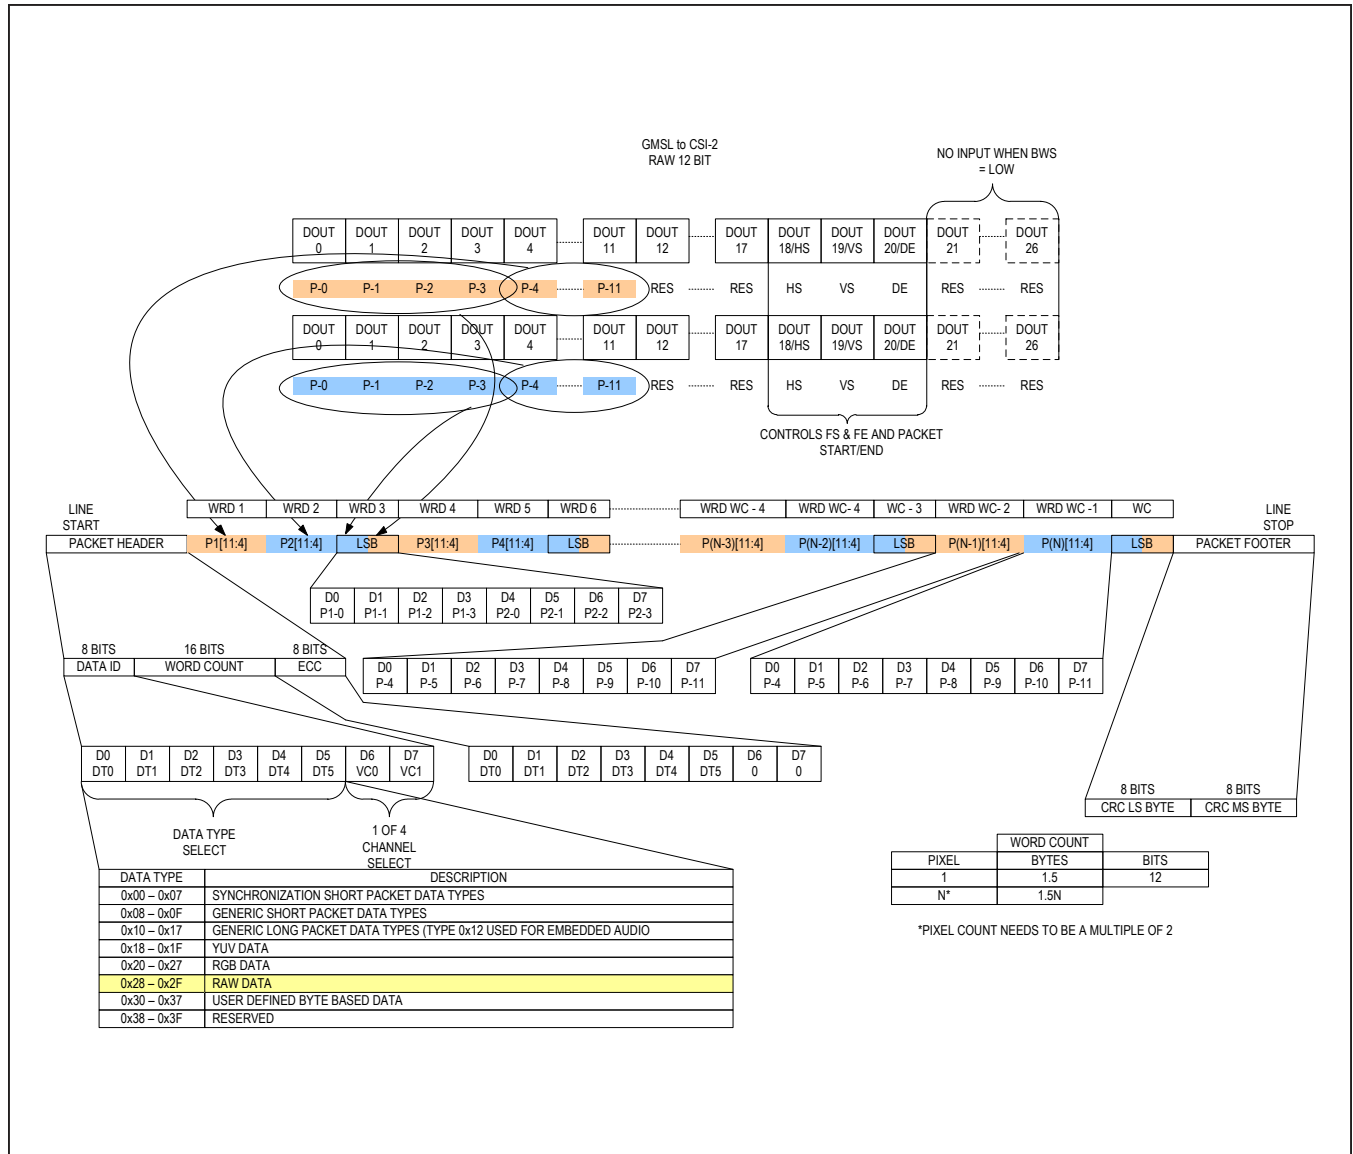 GMSL to CSI-2
RAW 12 BIT
NO INPUT WHEN BWS
= LOW
DOUT 0 DOUT 1 DOUT 2 DOUT 3 DOUT 4 DOUT 11 DOUT 12 DOUT 17 DOUT 18/HS DOUT 19/VS DOUT 20/DE DOUT 21 DOUT 26
P-0 P-1 P-2 P-3 P-4 P-11 RES RES HS VS DE RES RES
DOUT 0 DOUT 1 DOUT 2 DOUT 3 DOUT 4 DOUT 11 DOUT 12 DOUT 17 DOUT 18/HS DOUT 19/VS DOUT 20/DE DOUT 21 DOUT 26
P-0 P-1 P-2 P-3 P-4 P-11 RES RES HS VS DE RES RES
CONTROLS FS & FE AND PACKET
START/END
LINE
START
WRD 1 WRD 2 WRD 3 WRD 4 WRD 5 WRD 6 WRD WC - 4 WRD WC- 4 WC - 3 WRD WC- 2 WRD WC -1 WC
LINE
STOP
PACKET HEADER P1[11:4] P2[11:4] LSB P3[11:4] P4[11:4] LSB P(N-3)[11:4] P(N-2)[11:4] LSB P(N-1)[11:4] P(N)[11:4] LSB PACKET FOOTER
D0 D1 D2 D3 D4 D5 D6 D7
P1-0 P1-1 P1-2 P1-3 P2-0 P2-1 P2-2 P2-3
8 BITS 16 BITS 8 BITS
DATA ID WORD COUNT ECC
D0 D1 D2 D3 D4 D5 D6 D7
P-4 P-5 P-6 P-7 P-8 P-9 P-10 P-11
D0 D1 D2 D3 D4 D5 D6 D7
P-4 P-5 P-6 P-7 P-8 P-9 P-10 P-11
D0 D1 D2 D3 D4 D5 D6 D7
DT0 DT1 DT2 DT3 DT4 DT5 VC0 VC1
D0 D1 D2 D3 D4 D5 D6 D7
DT0 DT1 DT2 DT3 DT4 DT5 0 0
8 BITS 8 BITS
CRC LS BYTE CRC MS BYTE
DATA TYPE
SELECT
1 OF 4
CHANNEL
SELECT
WORD COUNT
PIXEL BYTES BITS
1 1.5 12
N* 1.5N
*PIXEL COUNT NEEDS TO BE A MULTIPLE OF 2
DATA TYPE DESCRIPTION
0x00 – 0x07 SYNCHRONIZATION SHORT PACKET DATA TYPES
0x08 – 0x0F GENERIC SHORT PACKET DATA TYPES
0x10 – 0x17 GENERIC LONG PACKET DATA TYPES (TYPE 0x12 USED FOR EMBEDDED AUDIO
0x18 – 0x1F YUV DATA
0x20 – 0x27 RGB DATA
0x28 – 0x2F RAW DATA
0x30 – 0x37 USER DEFINED BYTE BASED DATA
0x38 – 0x3F RESERVED